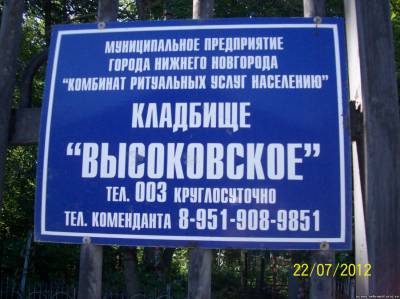 МУНИЦИПАЛЬНОЕ ПРЕДПРИЯТИЕ
ГОРОДА НИЖНЕГО НОВГОРОДА
"КОМБИНАТ РИТУАЛЬНЫХ УСЛУГ НАСЕЛЕНИЮ"
КЛАДБИЩЕ
"ВЫСОКОВСКОЕ"
ТЕЛ. 003 КРУГЛОСУТОЧНО
ТЕЛ. КОМЕНДАНТА 8-951-908-9851
22/07/2012